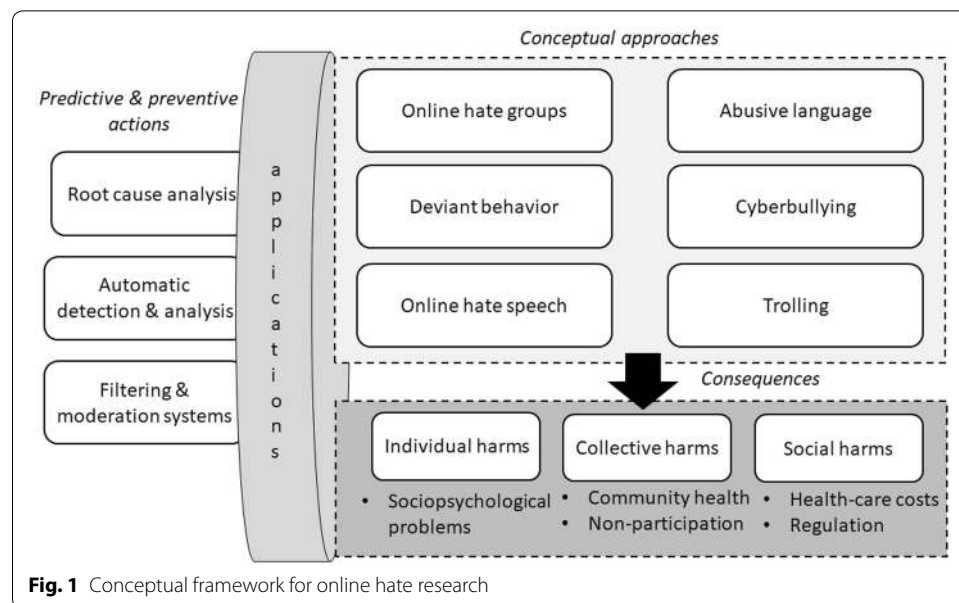 Conceptual approaches
Predictive & preventive
actions
Root cause analysis
Automatic
detection & analysis
Filtering &
moderation systems
applications
Online hate groups
Abusive language
Deviant behavior
Cyberbullying
Online hate speech
Trolling
Consequences
Individual harms
• Sociopsychological
problems
Collective harms
• Community health
• Non-participation
Social harms
• Health-care costs
• Regulation
Fig. 1 Conceptual framework for online hate research